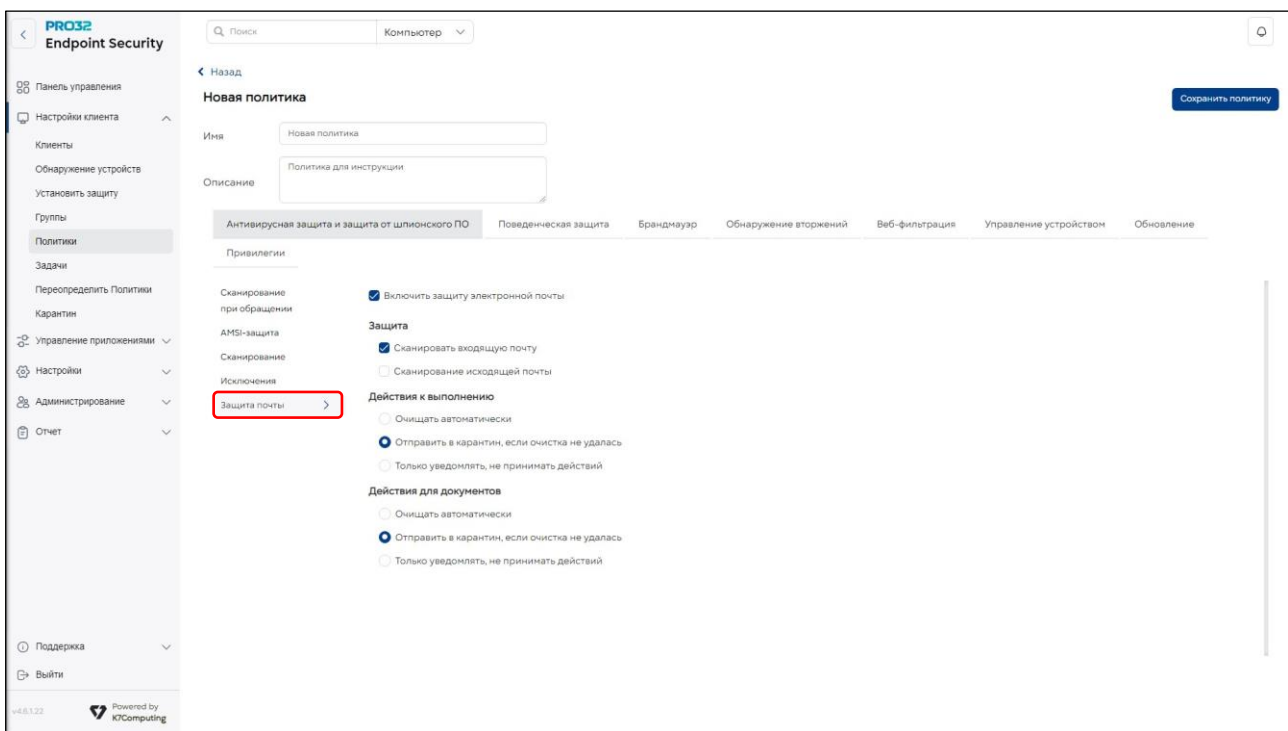 PRO32
Endpoint Security
Поиск
Компьютер
Назад
Новая политика
Сохранить политику
Имя
Новая политика
Описание
Политика для инструкции
Панель управления
Настройки клиента
Клиенты
Обнаружение устройств
Установить защиту
Группы
Политики
Задачи
Переопределить Политики
Карантин
Управление приложениями
Настройки
Администрирование
Отчет
Антивирусная защита и защита от шпионского ПО
Поведенческая защита
Брандмауэр
Обнаружение вторжений
Веб-фильтрация
Управление устройством
Обновление
Привилегии
Сканирование
при обращении
AMSI-защита
Сканирование
Исключения
Защита почты
Включить защиту электронной почты
Защита
Сканировать входящую почту
Сканирование исходящей почты
Действия к выполнению
Очищать автоматически
Отправить в карантин, если очистка не удалась
Только уведомлять, не принимать действий
Действия для документов
Очищать автоматически
Отправить в карантин, если очистка не удалась
Только уведомлять, не принимать действий
Поддержка
Выйти
v4.6.1.22
Powered by
K7Computing